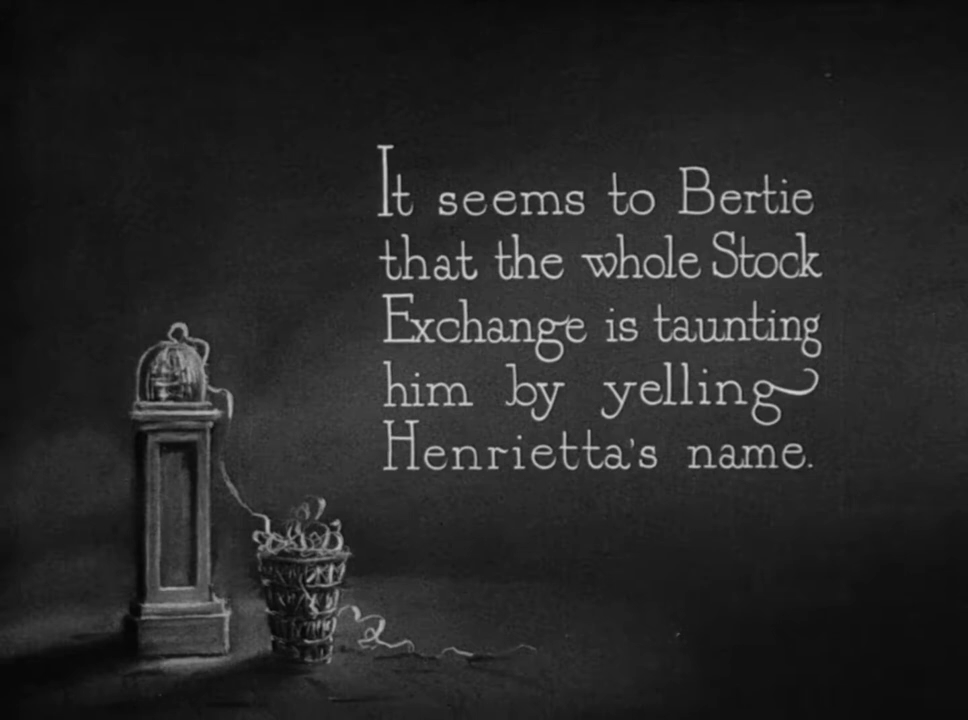 It seems to Bertie
that the whole Stock
Exchange is taunting
him by yelling
Henrietta's name.